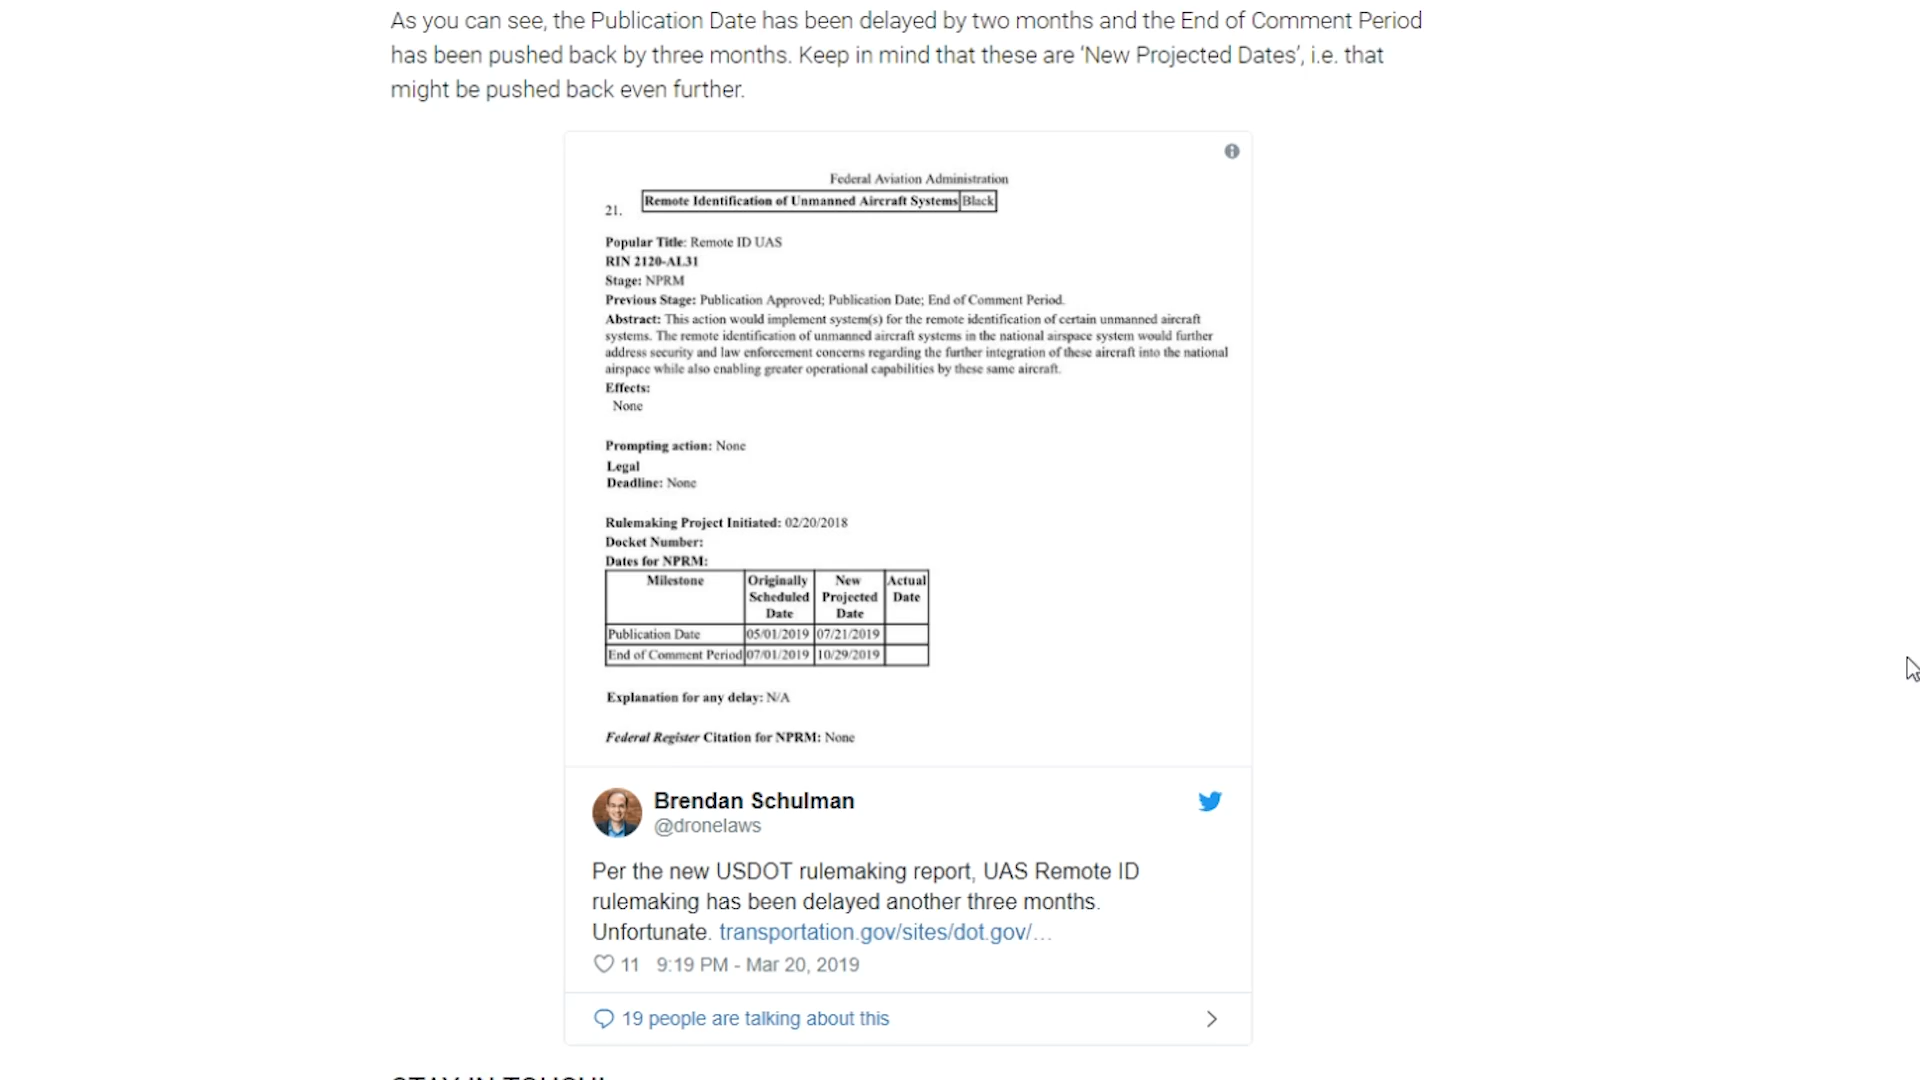 As you can see, the Publication Date has been delayed by two months and the End of Comment Period
has been pushed back by three months. Keep in mind that these are ‘New Projected Dates’, i.e. that
might be pushed back even further.
Federal Aviation Administration
21. Remote Identification of Unmanned Aircraft Systems Black
Popular Title: Remote ID UAS
RIN 2120-AL31
Stage: NPRM
Previous Stage: Publication Approved; Publication Date; End of Comment Period.
Abstract: This action would implement system(s) for the remote identification of certain unmanned aircraft
systems. The remote identification of unmanned aircraft systems in the national airspace system would further
address security and law enforcement concerns regarding the further integration of these aircraft into the national
airspace while also enabling greater operational capabilities by these same aircraft.
Effects:
None
Prompting action: None
Legal
Deadline: None
Rulemaking Project Initiated: 02/20/2018
Docket Number:
Dates for NPRM:
Milestone Originally New Actual
Scheduled Projected Date
Date Date
Publication Date 05/01/2019 07/21/2019
End of Comment Period 07/01/2019 10/29/2019
Explanation for any delay: N/A
Federal Register Citation for NPRM: None
Brendan Schulman
@dronelaws
Per the new USDOT rulemaking report, UAS Remote ID
rulemaking has been delayed another three months.
Unfortunate. transportation.gov/sites/dot.gov/…
11 9:19 PM - Mar 20, 2019
19 people are talking about this
STAY IN TOUCH!